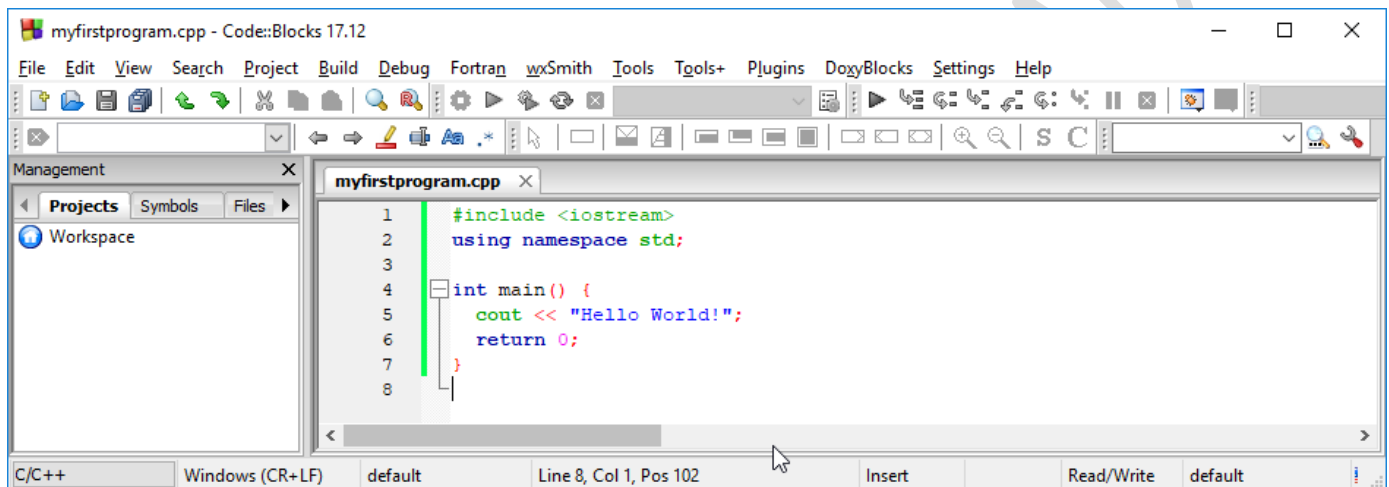 myfirstprogram.cpp - Code::Blocks 17.12
File Edit View Search Project Build Debug Fortran wxSmith Tools Tools+ Plugins DoxyBlocks Settings Help
S C
Management
myfirstprogram.cpp
Projects Symbols Files
Workspace
1 #include <iostream>
2 using namespace std;
3
4 int main() {
5 cout << "Hello World!";
6 return 0;
7 }
8
C/C++ Windows (CR+LF) default Line 8, Col 1, Pos 102 Insert Read/Write default